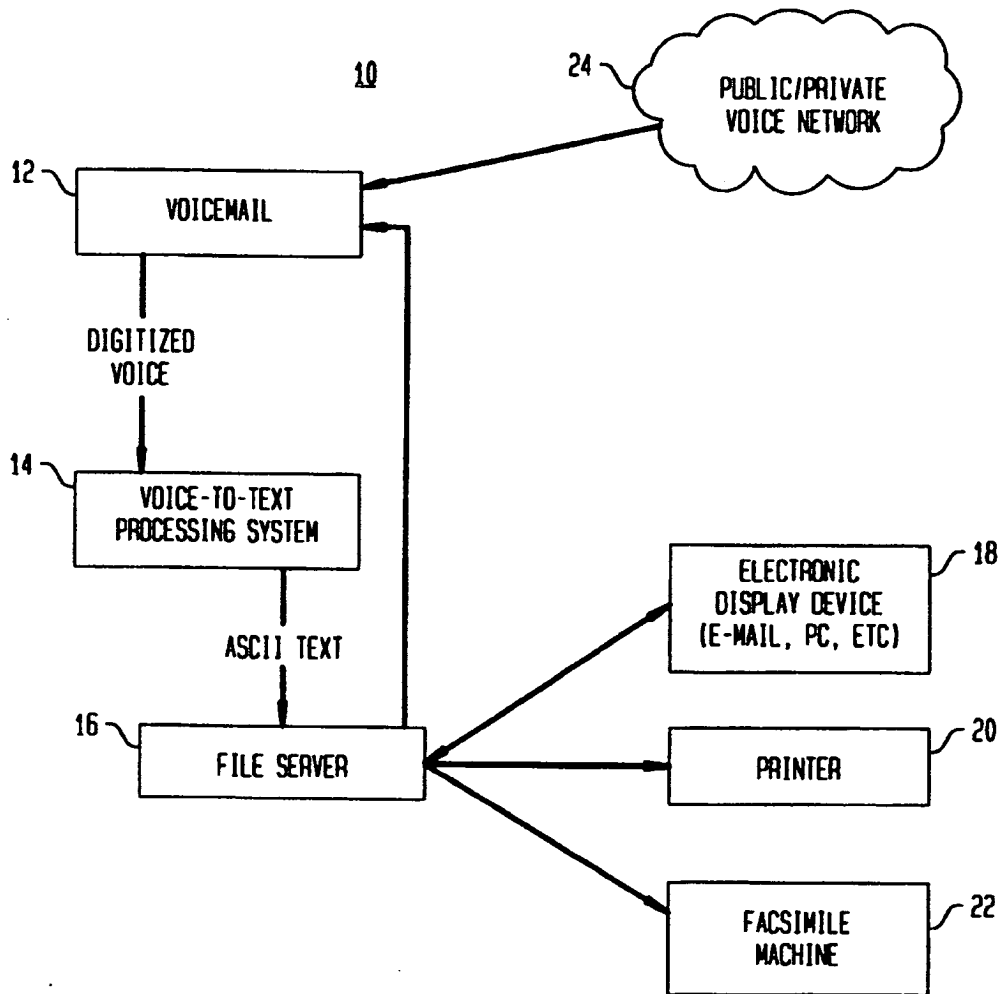 10
24
PUBLIC/PRIVATE
VOICE NETWORK
12
VOICEMAIL
DIGITIZED
VOICE
14
VOICE-TO-TEXT
PROCESSING SYSTEM
ASCII TEXT
16
FILE SERVER
18
ELECTRONIC
DISPLAY DEVICE
(E-MAIL, PC, ETC)
20
PRINTER
22
FACSIMILE
MACHINE